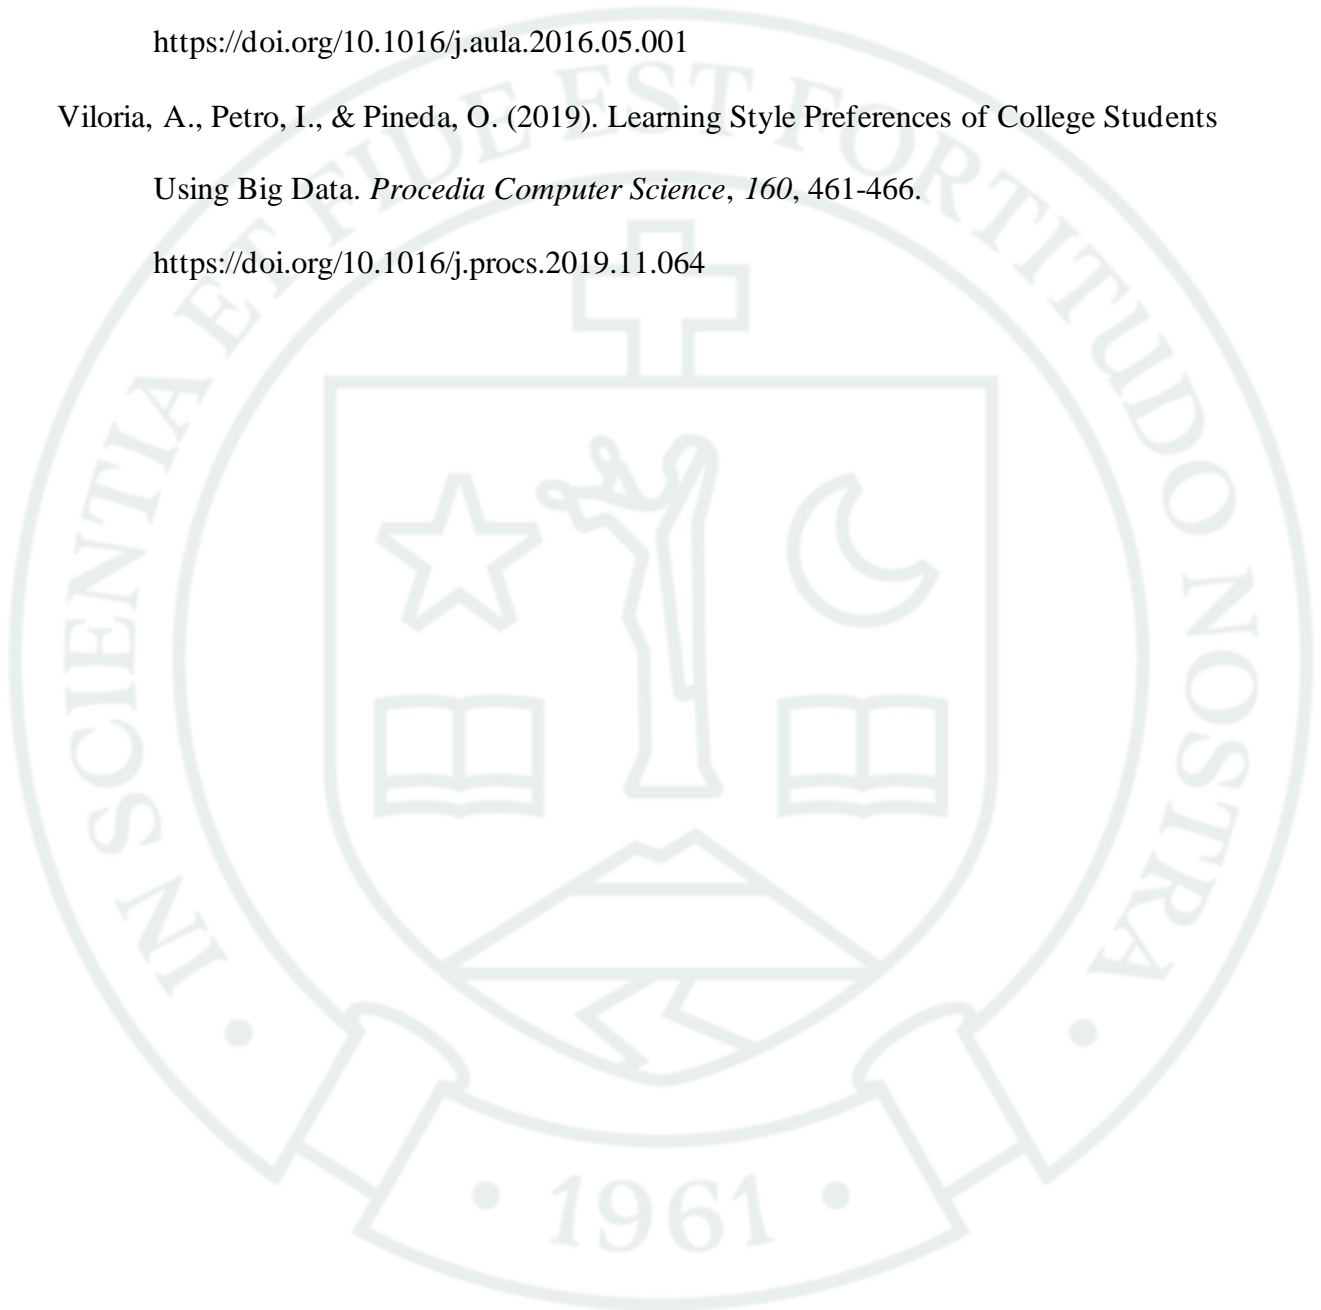 https://doi.org/10.1016/j.aula.2016.05.001
Viloria, A., Petro, I., & Pineda, O. (2019). Learning Style Preferences of College Students
Using Big Data. Procedia Computer Science, 160, 461-466.
https://doi.org/10.1016/j.procs.2019.11.064
IN SCIENTIA ET FIDE EST FORTITUDO NOSTRA
• 1961 •